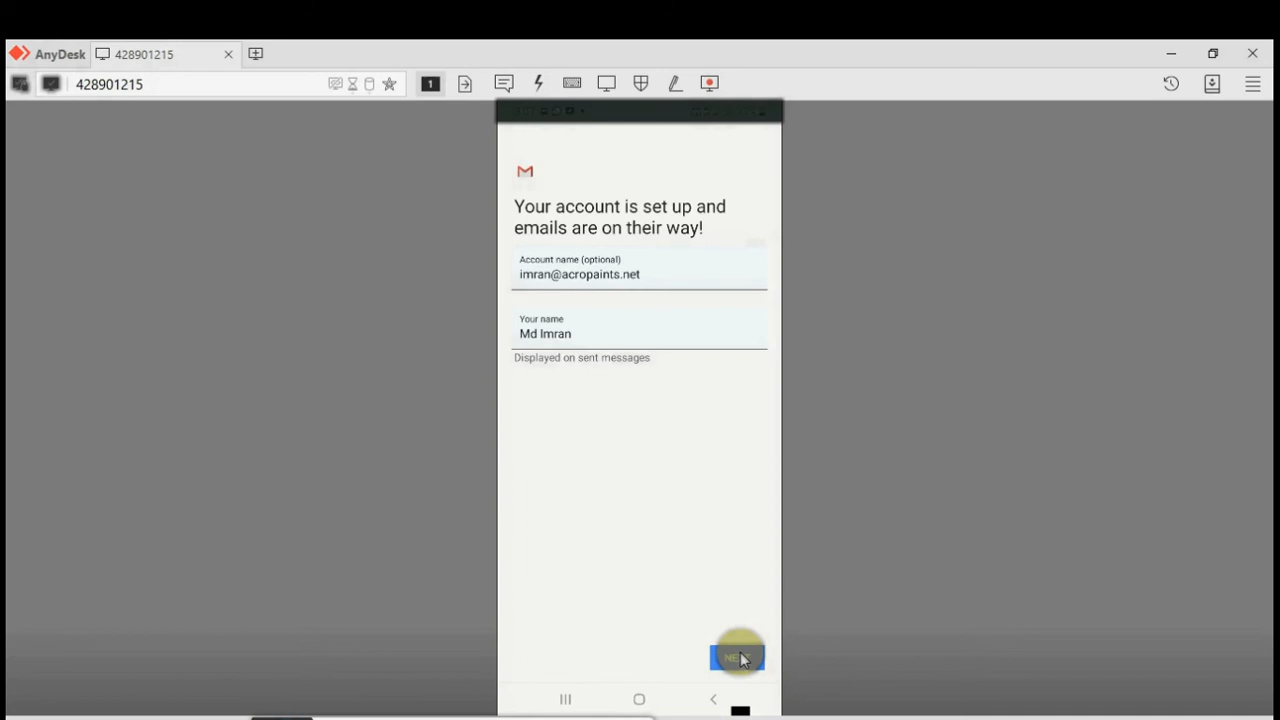 AnyDesk
428901215
428901215
1
Your account is set up and
emails are on their way!
Account name (optional)
imran@acropaints.net
Your name
Md Imran
Displayed on sent messages